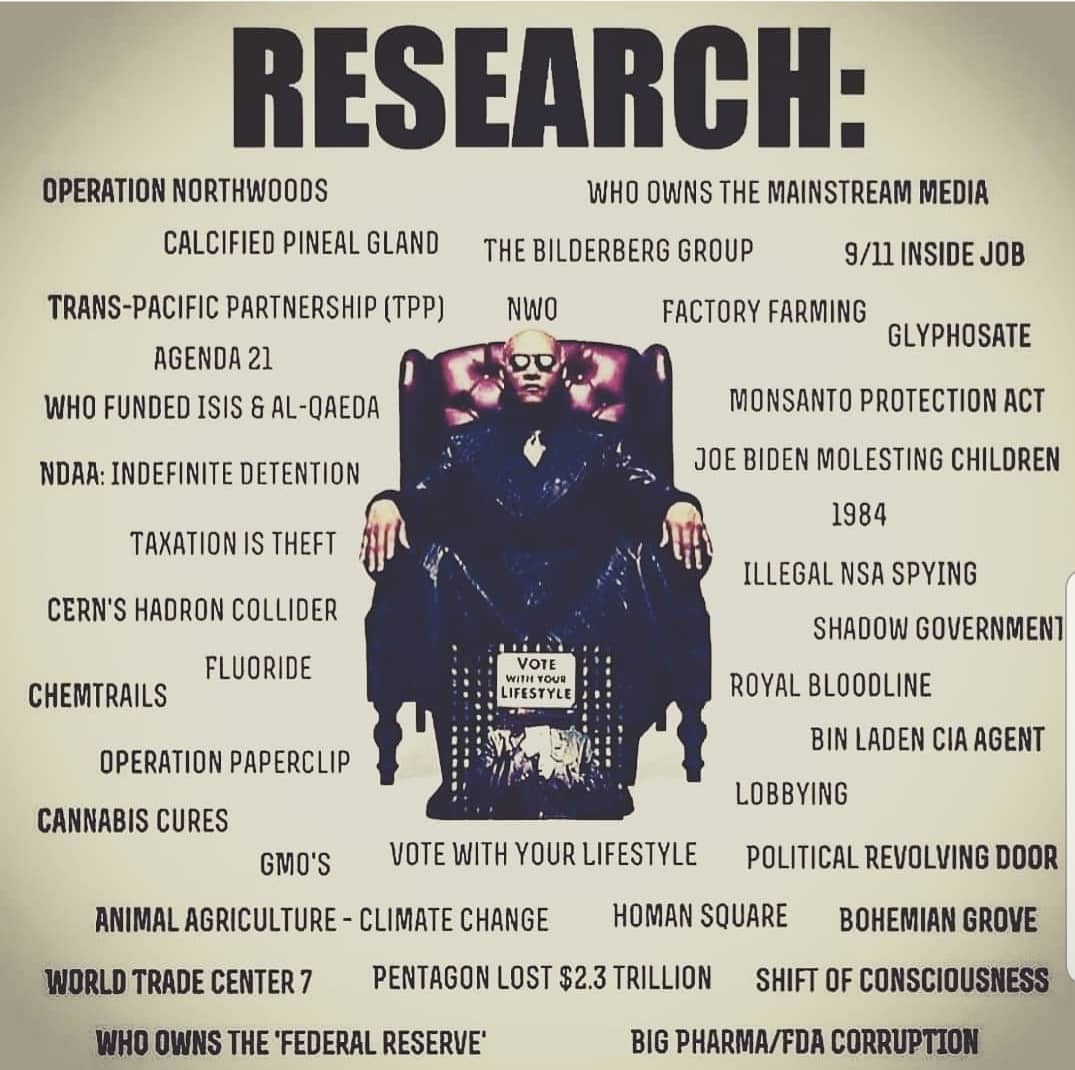 RESEARCH:
OPERATION NORTHWOODS
WHO OWNS THE MAINSTREAM MEDIA
CALCIFIED PINEAL GLAND
THE BILDERBERG GROUP
9/11 INSIDE JOB
TRANS-PACIFIC PARTNERSHIP (TPP)
NWO
FACTORY FARMING
GLYPHOSATE
AGENDA 21
WHO FUNDED ISIS & AL-QAEDA
MONSANTO PROTECTION ACT
NDAA: INDEFINITE DETENTION
JOE BIDEN MOLESTING CHILDREN
1984
TAXATION IS THEFT
ILLEGAL NSA SPYING
CERN'S HADRON COLLIDER
SHADOW GOVERNMENT
FLUORIDE
VOTE
WITH YOUR
LIFESTYLE
CHEMTRAILS
ROYAL BLOODLINE
BIN LADEN CIA AGENT
OPERATION PAPERCLIP
LOBBYING
CANNABIS CURES
GMO'S
VOTE WITH YOUR LIFESTYLE
POLITICAL REVOLVING DOOR
ANIMAL AGRICULTURE - CLIMATE CHANGE
HOMAN SQUARE
BOHEMIAN GROVE
WORLD TRADE CENTER 7
PENTAGON LOST $2.3 TRILLION
SHIFT OF CONSCIOUSNESS
WHO OWNS THE 'FEDERAL RESERVE'
BIG PHARMA/FDA CORRUPTION